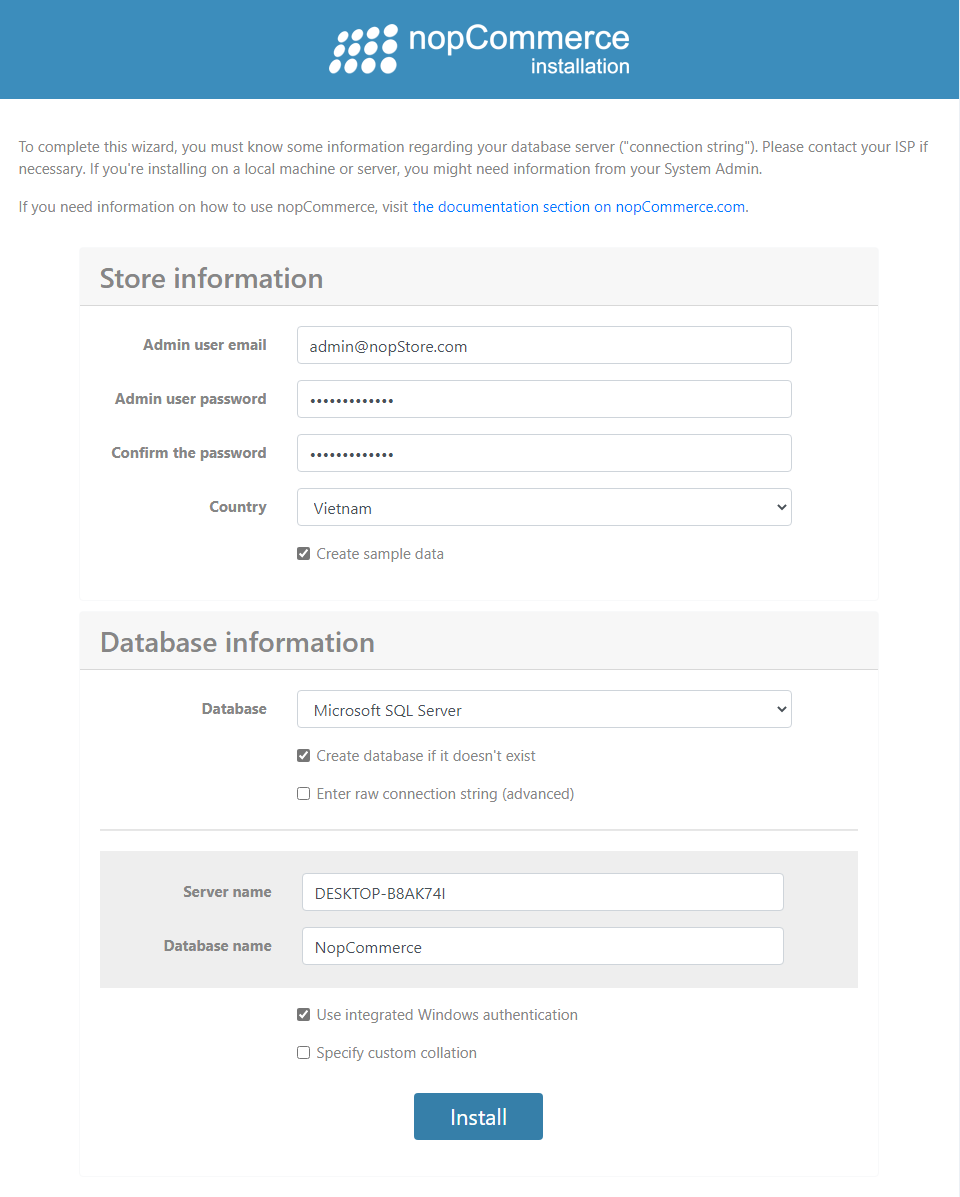 nopCommerce
installation
To complete this wizard, you must know some information regarding your database server ("connection string"). Please contact your ISP if
necessary. If you're installing on a local machine or server, you might need information from your System Admin.
If you need information on how to use nopCommerce, visit the documentation section on nopCommerce.com.
Store information
Admin user email admin@nopStore.com
Admin user password •••••••••••••
Confirm the password •••••••••••••
Country Vietnam
Create sample data
Database information
Database Microsoft SQL Server
Create database if it doesn't exist
Enter raw connection string (advanced)
Server name DESKTOP-B8AK74I
Database name NopCommerce
Use integrated Windows authentication
Specify custom collation
Install